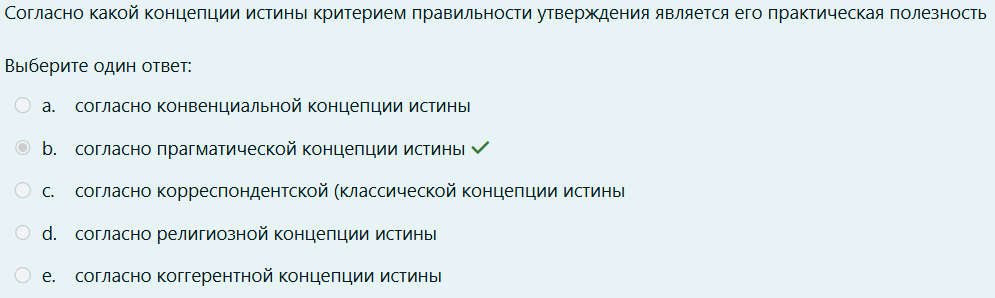 Согласно какой концепции истины критерием правильности утверждения является его практическая полезность
Выберите один ответ:
a. согласно конвенциальной концепции истины
b. согласно прагматической концепции истины
c. согласно корреспондентской (классической концепции истины
d. согласно религиозной концепции истины
e. согласно коггерентной концепции истины